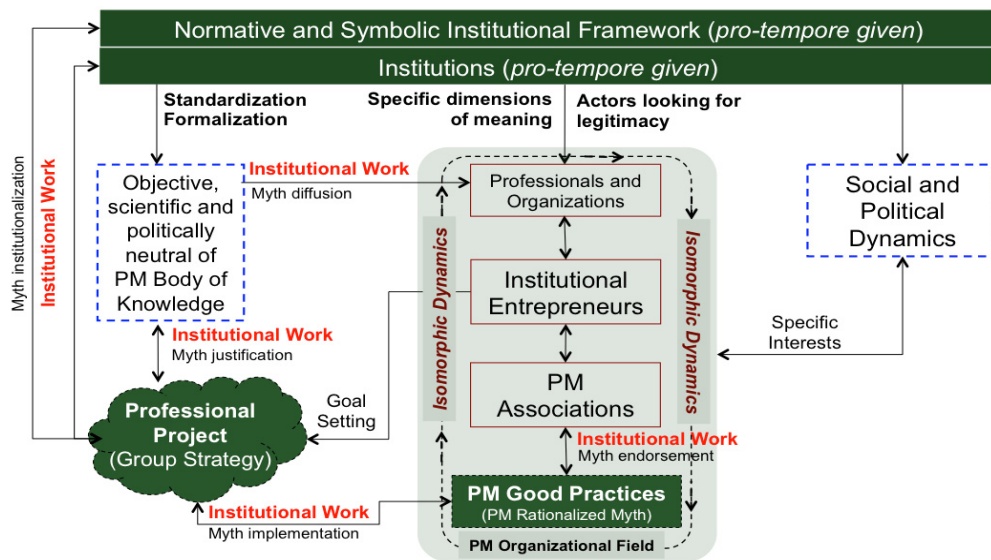 Normative and Symbolic Institutional Framework (pro-tempore given)
Institutions (pro-tempore given)
Standardization
Formalization
Specific dimensions
of meaning
Actors looking for
legitimacy
Myth institutionalization
Institutional Work
Objective,
scientific and
politically
neutral of
PM Body of
Knowledge
Institutional Work
Myth diffusion
Professionals and
Organizations
Social and
Political
Dynamics
Isomorphic Dynamics
Institutional
Entrepreneurs
Isomorphic Dynamics
Specific
Interests
Institutional Work
Myth justification
PM
Associations
Goal
Setting
Professional
Project
(Group Strategy)
Institutional Work
Myth endorsement
PM Good Practices
(PM Rationalized Myth)
Institutional Work
Myth implementation
PM Organizational Field